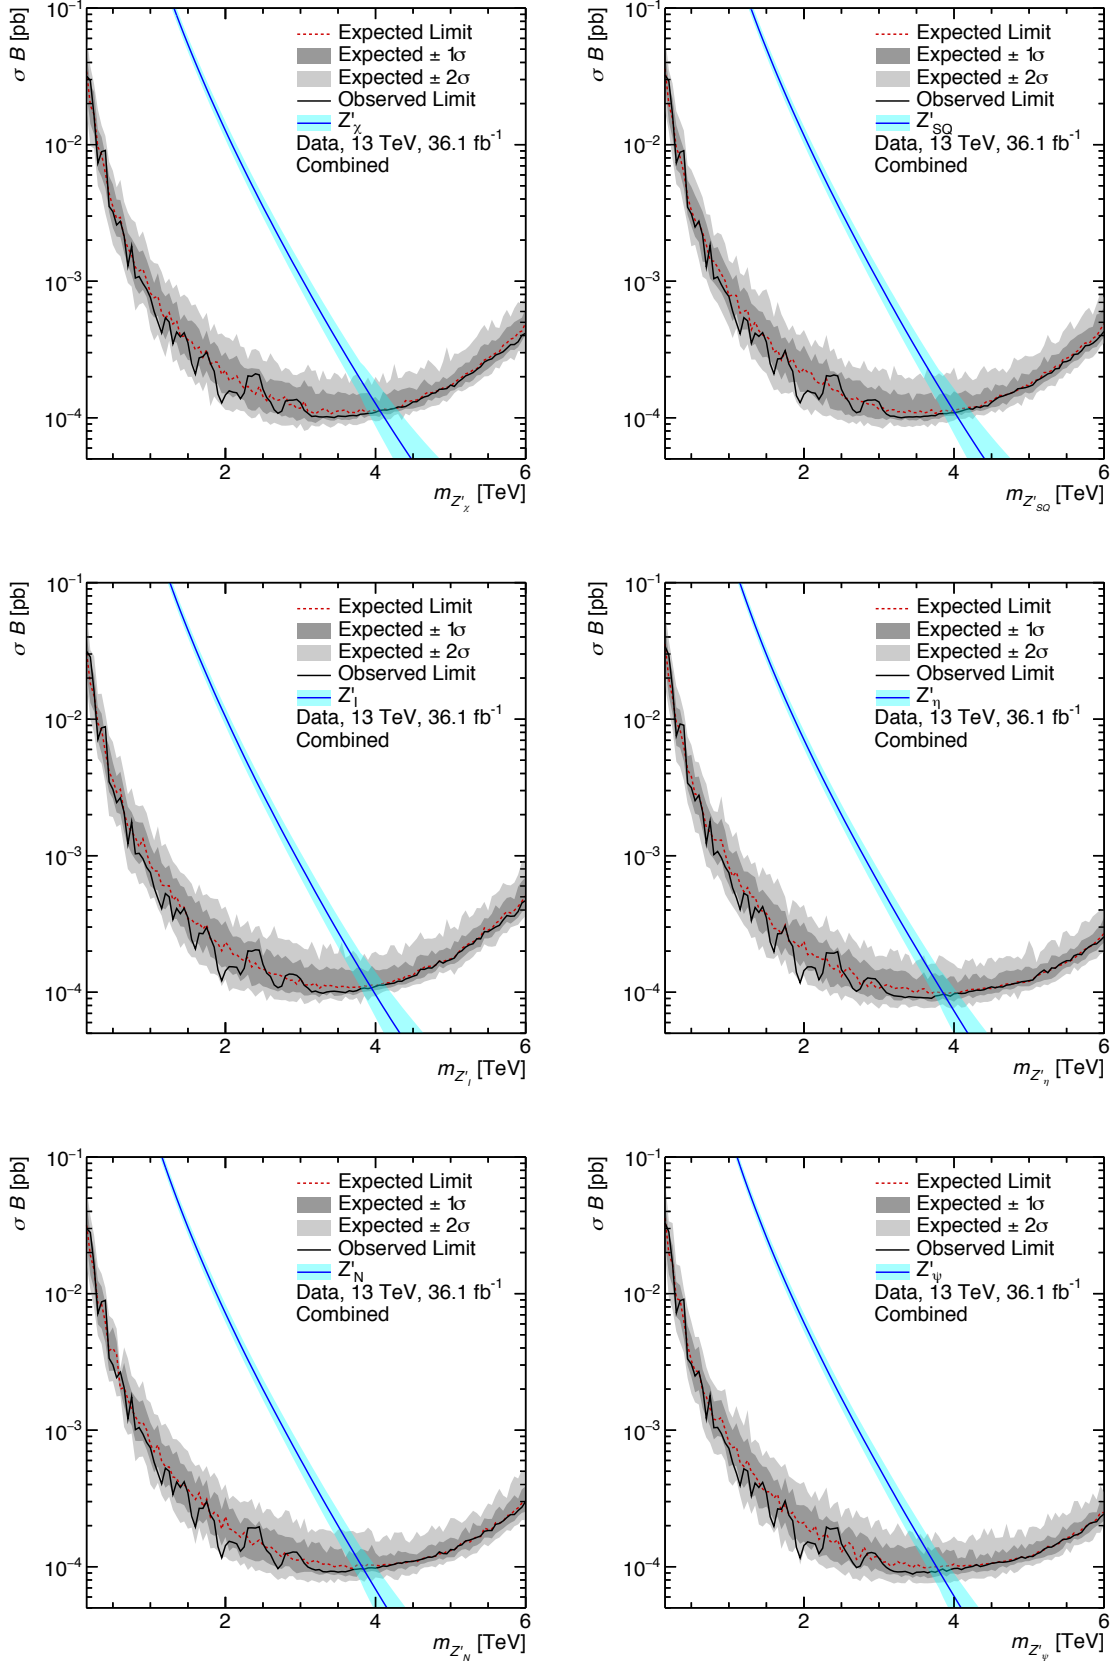 σ B [pb]
10⁻¹
10⁻²
10⁻³
10⁻⁴
Expected Limit
Expected ± 1σ
Expected ± 2σ
Observed Limit
Z'χ
Data, 13 TeV, 36.1 fb⁻¹
Combined
2 4 6
m_Z'χ [TeV]
σ B [pb]
10⁻¹
10⁻²
10⁻³
10⁻⁴
Expected Limit
Expected ± 1σ
Expected ± 2σ
Observed Limit
Z'SQ
Data, 13 TeV, 36.1 fb⁻¹
Combined
2 4 6
m_Z'SQ [TeV]
σ B [pb]
10⁻¹
10⁻²
10⁻³
10⁻⁴
Expected Limit
Expected ± 1σ
Expected ± 2σ
Observed Limit
Z'I
Data, 13 TeV, 36.1 fb⁻¹
Combined
2 4 6
m_Z'I [TeV]
σ B [pb]
10⁻¹
10⁻²
10⁻³
10⁻⁴
Expected Limit
Expected ± 1σ
Expected ± 2σ
Observed Limit
Z'η
Data, 13 TeV, 36.1 fb⁻¹
Combined
2 4 6
m_Z'η [TeV]
σ B [pb]
10⁻¹
10⁻²
10⁻³
10⁻⁴
Expected Limit
Expected ± 1σ
Expected ± 2σ
Observed Limit
Z'N
Data, 13 TeV, 36.1 fb⁻¹
Combined
2 4 6
m_Z'N [TeV]
σ B [pb]
10⁻¹
10⁻²
10⁻³
10⁻⁴
Expected Limit
Expected ± 1σ
Expected ± 2σ
Observed Limit
Z'ψ
Data, 13 TeV, 36.1 fb⁻¹
Combined
2 4 6
m_Z'ψ [TeV]